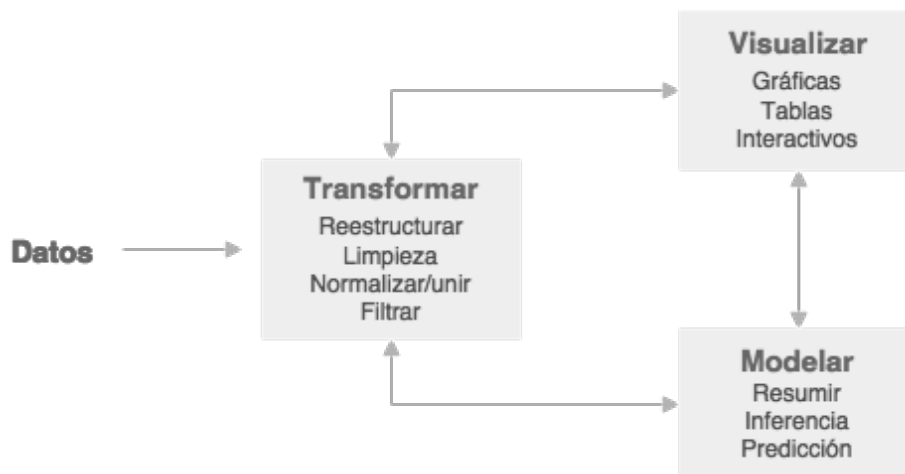 Datos
Transformar
Reestructurar
Limpieza
Normalizar/unir
Filtrar
Visualizar
Gráficas
Tablas
Interactivos
Modelar
Resumir
Inferencia
Predicción